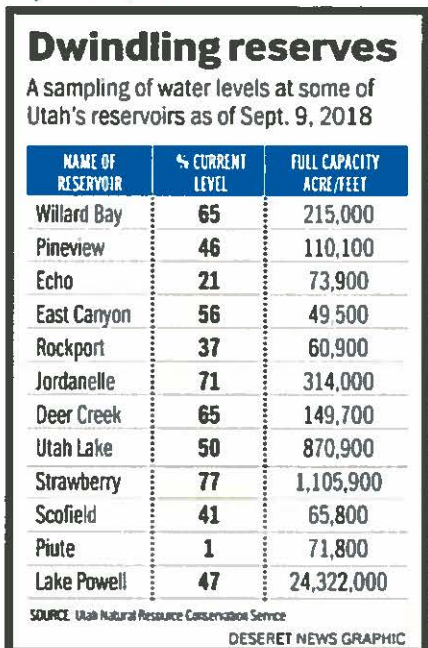 Dwindling reserves
A sampling of water levels at some of
Utah's reservoirs as of Sept. 9, 2018
NAME OF RESERVOIR % CURRENT LEVEL FULL CAPACITY ACRE/FEET
Willard Bay 65 215,000
Pineview 46 110,100
Echo 21 73,900
East Canyon 56 49,500
Rockport 37 60,900
Jordanelle 71 314,000
Deer Creek 65 149,700
Utah Lake 50 870,900
Strawberry 77 1,105,900
Scofield 41 65,800
Piute 1 71,800
Lake Powell 47 24,322,000
SOURCE Utah Natural Resource Conservation Service
DESERET NEWS GRAPHIC